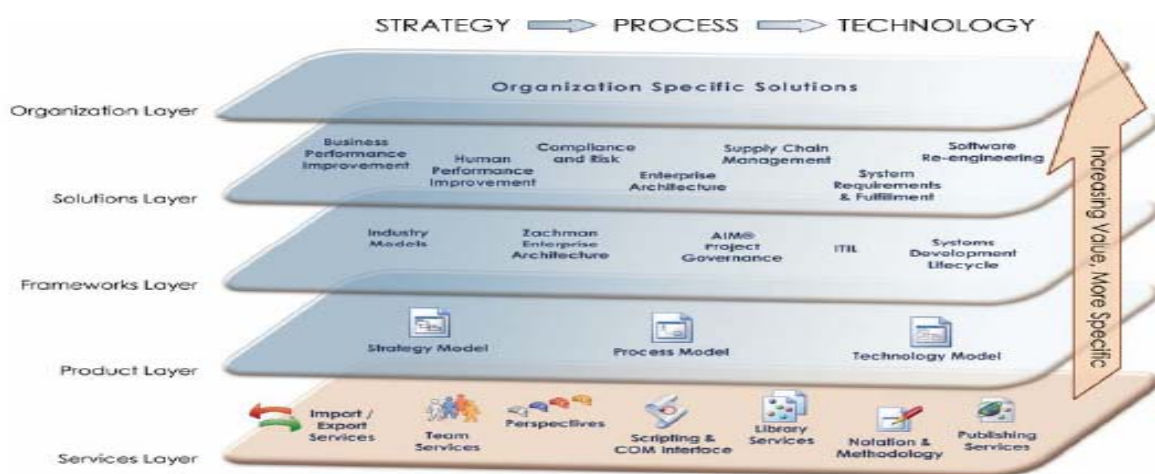 STRATEGY PROCESS TECHNOLOGY
Organization Specific Solutions
Organization Layer
Business
Performance
Improvement
Human
Performance
Improvement
Compliance
and Risk
Enterprise
Architecture
Supply Chain
Management
System
Requirements
& Fulfillment
Software
Re-engineering
Solutions Layer
Industry
Models
Zachman
Enterprise
Architecture
AIM®
Project
Governance
ITIL
Systems
Development
Lifecycle
Frameworks Layer
Strategy Model
Process Model
Technology Model
Product Layer
Import /
Export
Services
Team
Services
Perspectives
Scripting &
COM Interface
Library
Services
Notation &
Methodology
Publishing
Services
Services Layer
Increasing Value, More Specific